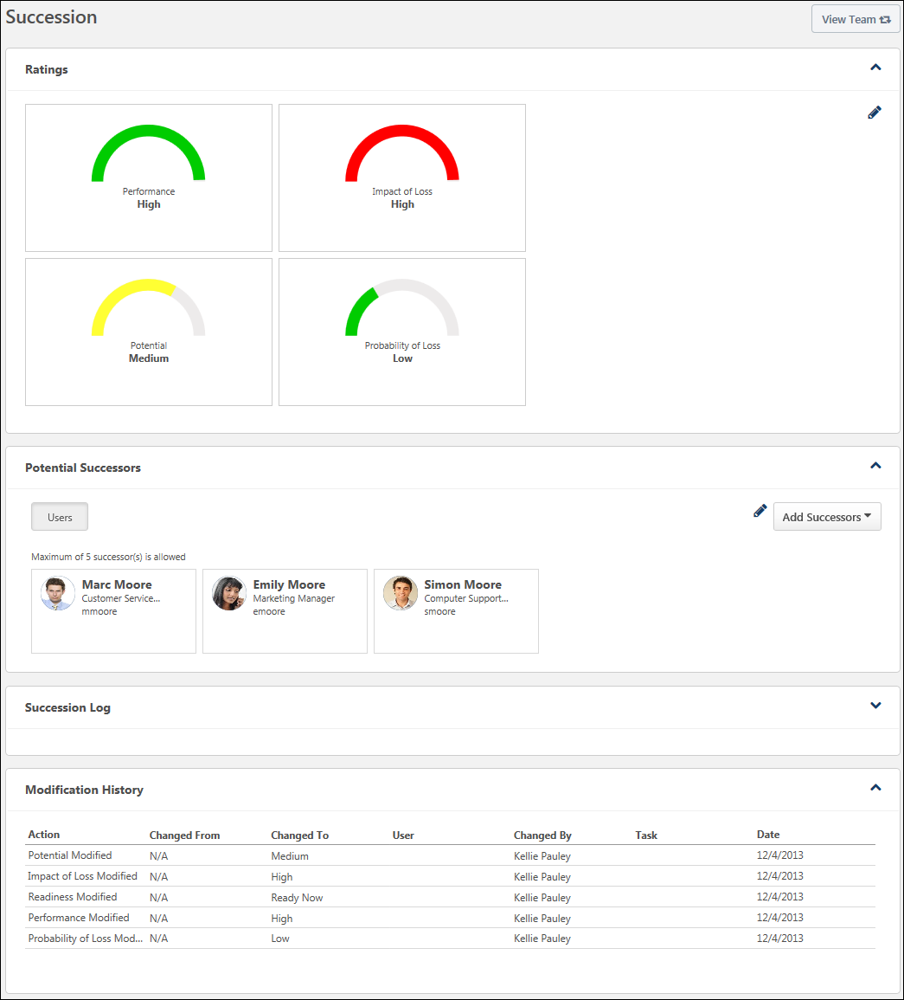 Succession
View Team
Ratings
Performance
High
Impact of Loss
High
Potential
Medium
Probability of Loss
Low
Potential Successors
Users
Add Successors
Maximum of 5 successor(s) is allowed
Marc Moore
Customer Service...
mmoore
Emily Moore
Marketing Manager
emoore
Simon Moore
Computer Support...
smoore
Succession Log
Modification History
Action Changed From Changed To User Changed By Task Date
Potential Modified N/A Medium Kellie Pauley 12/4/2013
Impact of Loss Modified N/A High Kellie Pauley 12/4/2013
Readiness Modified N/A Ready Now Kellie Pauley 12/4/2013
Performance Modified N/A High Kellie Pauley 12/4/2013
Probability of Loss Mod... N/A Low Kellie Pauley 12/4/2013